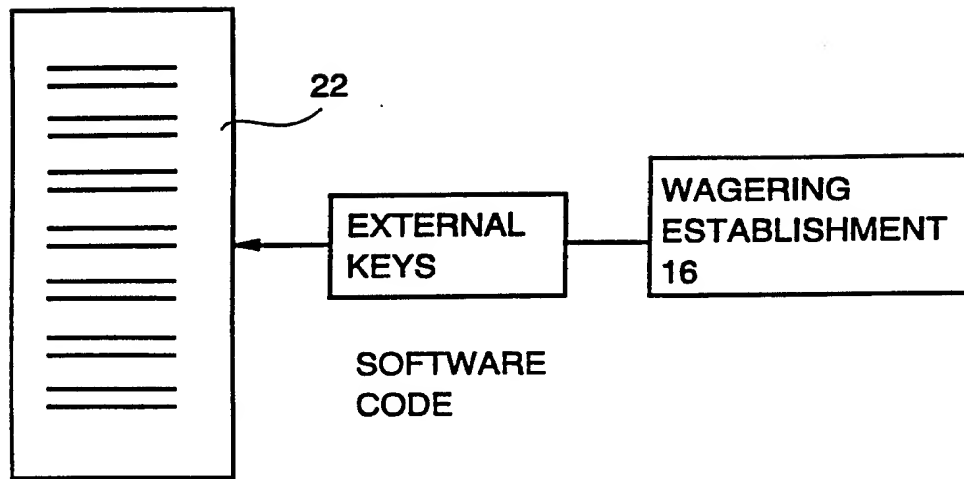 22
EXTERNAL
KEYS
WAGERING
ESTABLISHMENT
16
SOFTWARE
CODE